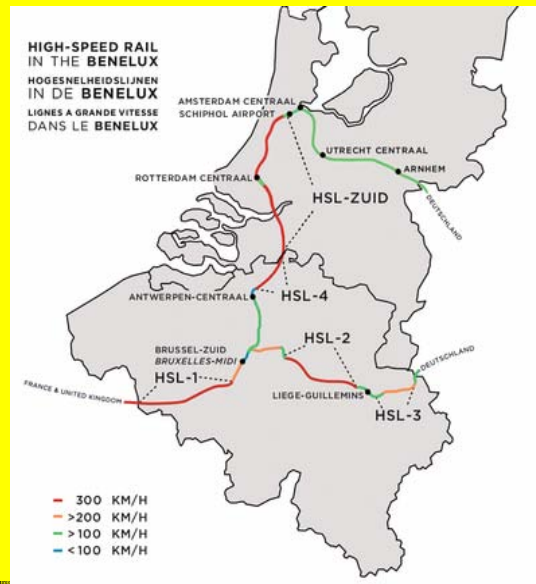 HIGH-SPEED RAIL
IN THE BENELUX
HOGESNELHEIDSLIJNEN
IN DE BENELUX
LIGNES A GRANDE VITESSE
DANS LE BENELUX
AMSTERDAM CENTRAAL
SCHIPHOL AIRPORT
UTRECHT CENTRAAL
ARNHEM
ROTTERDAM CENTRAAL
DEUTSCHLAND
HSL-ZUID
ANTWERPEN-CENTRAAL
HSL-4
BRUSSEL-ZUID
BRUXELLES-MIDI
HSL-2
DEUTSCHLAND
HSL-1
FRANCE & UNITED KINGDOM
LIEGE-GUILLEMINS
HSL-3
300 KM/H
>200 KM/H
>100 KM/H
<100 KM/H